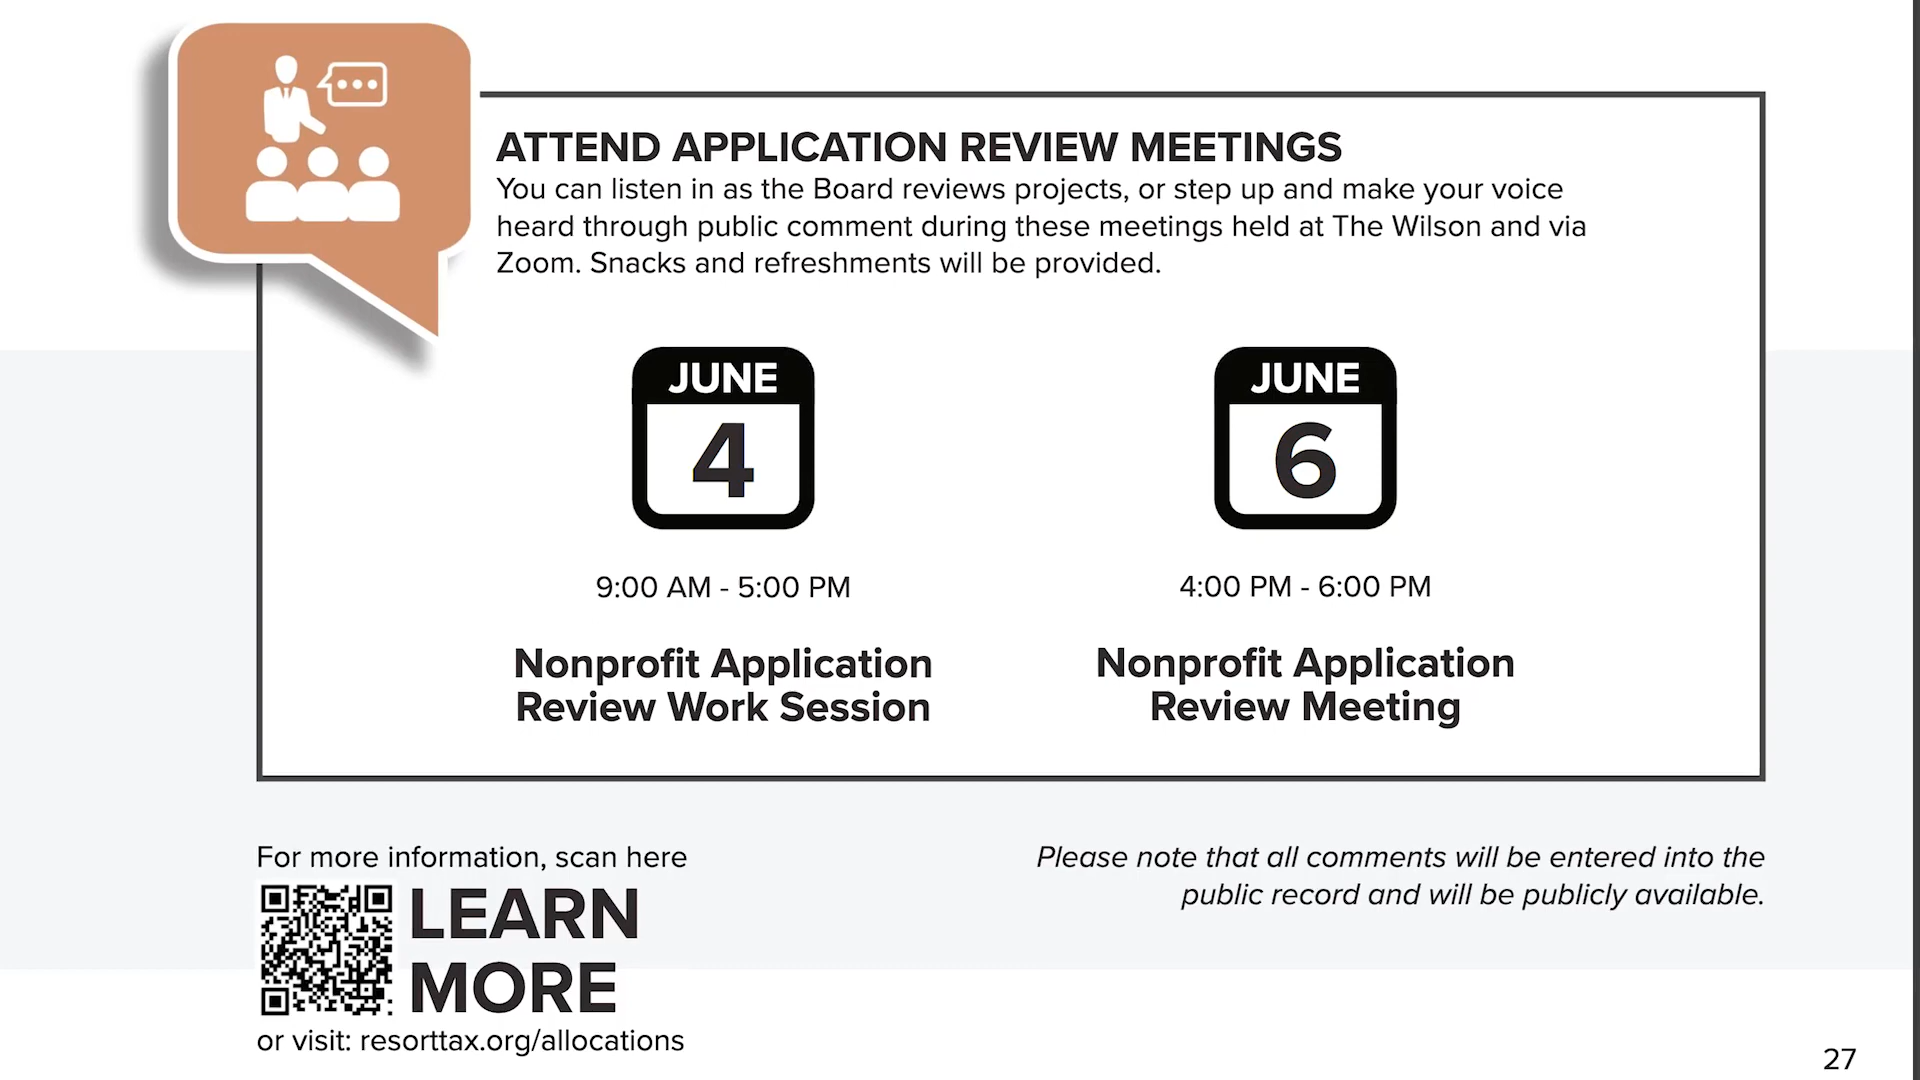 ATTEND APPLICATION REVIEW MEETINGS
You can listen in as the Board reviews projects, or step up and make your voice
heard through public comment during these meetings held at The Wilson and via
Zoom. Snacks and refreshments will be provided.
JUNE
4
9:00 AM - 5:00 PM
Nonprofit Application
Review Work Session
JUNE
6
4:00 PM - 6:00 PM
Nonprofit Application
Review Meeting
For more information, scan here
LEARN
MORE
or visit: resorttax.org/allocations
Please note that all comments will be entered into the
public record and will be publicly available.
27